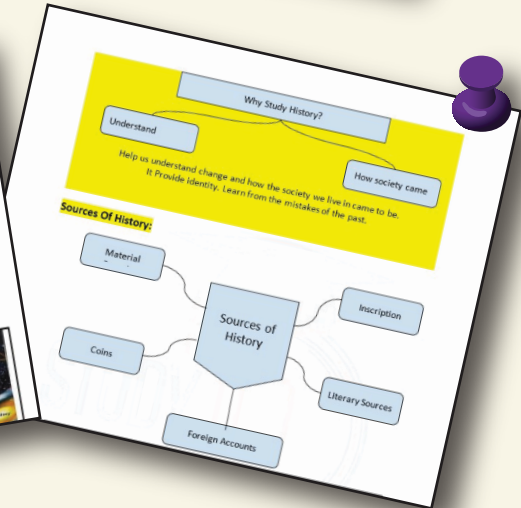 Why Study History?
Understand
How society came
Help us understand change and how the society we live in came to be.
It Provide Identity. Learn from the mistakes of the past.
Sources Of History:
Material
Sources of
History
Inscription
Coins
Literary Sources
Foreign Accounts